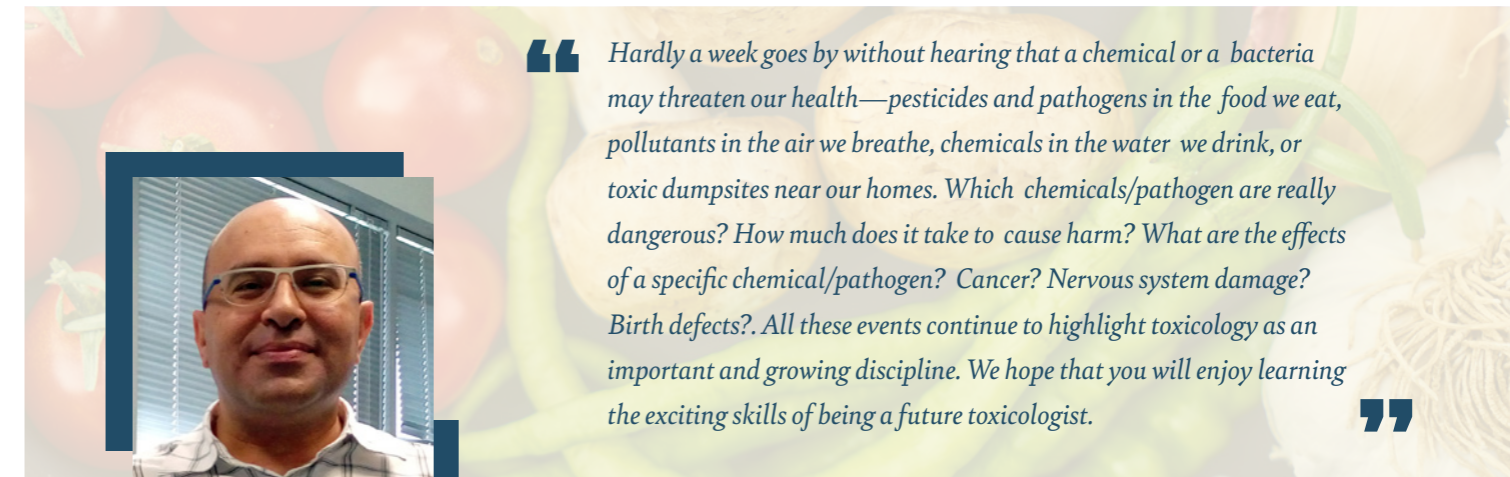 “
Hardly a week goes by without hearing that a chemical or a bacteria
may threaten our health—pesticides and pathogens in the food we eat,
pollutants in the air we breathe, chemicals in the water we drink, or
toxic dumpsites near our homes. Which chemicals/pathogen are really
dangerous? How much does it take to cause harm? What are the effects
of a specific chemical/pathogen? Cancer? Nervous system damage?
Birth defects?. All these events continue to highlight toxicology as an
important and growing discipline. We hope that you will enjoy learning
the exciting skills of being a future toxicologist.
”